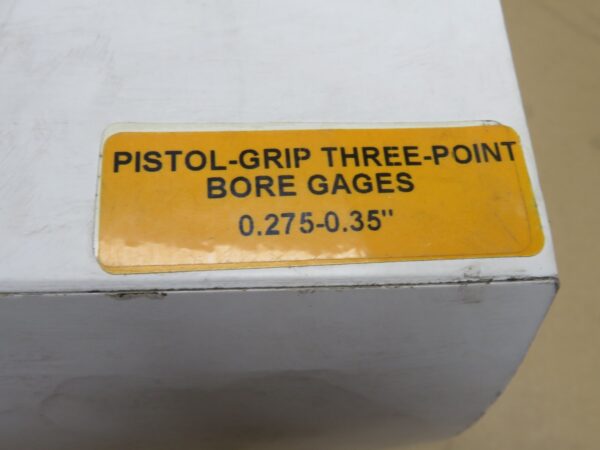 PISTOL-GRIP THREE-POINT
BORE GAGES
0.275-0.35"